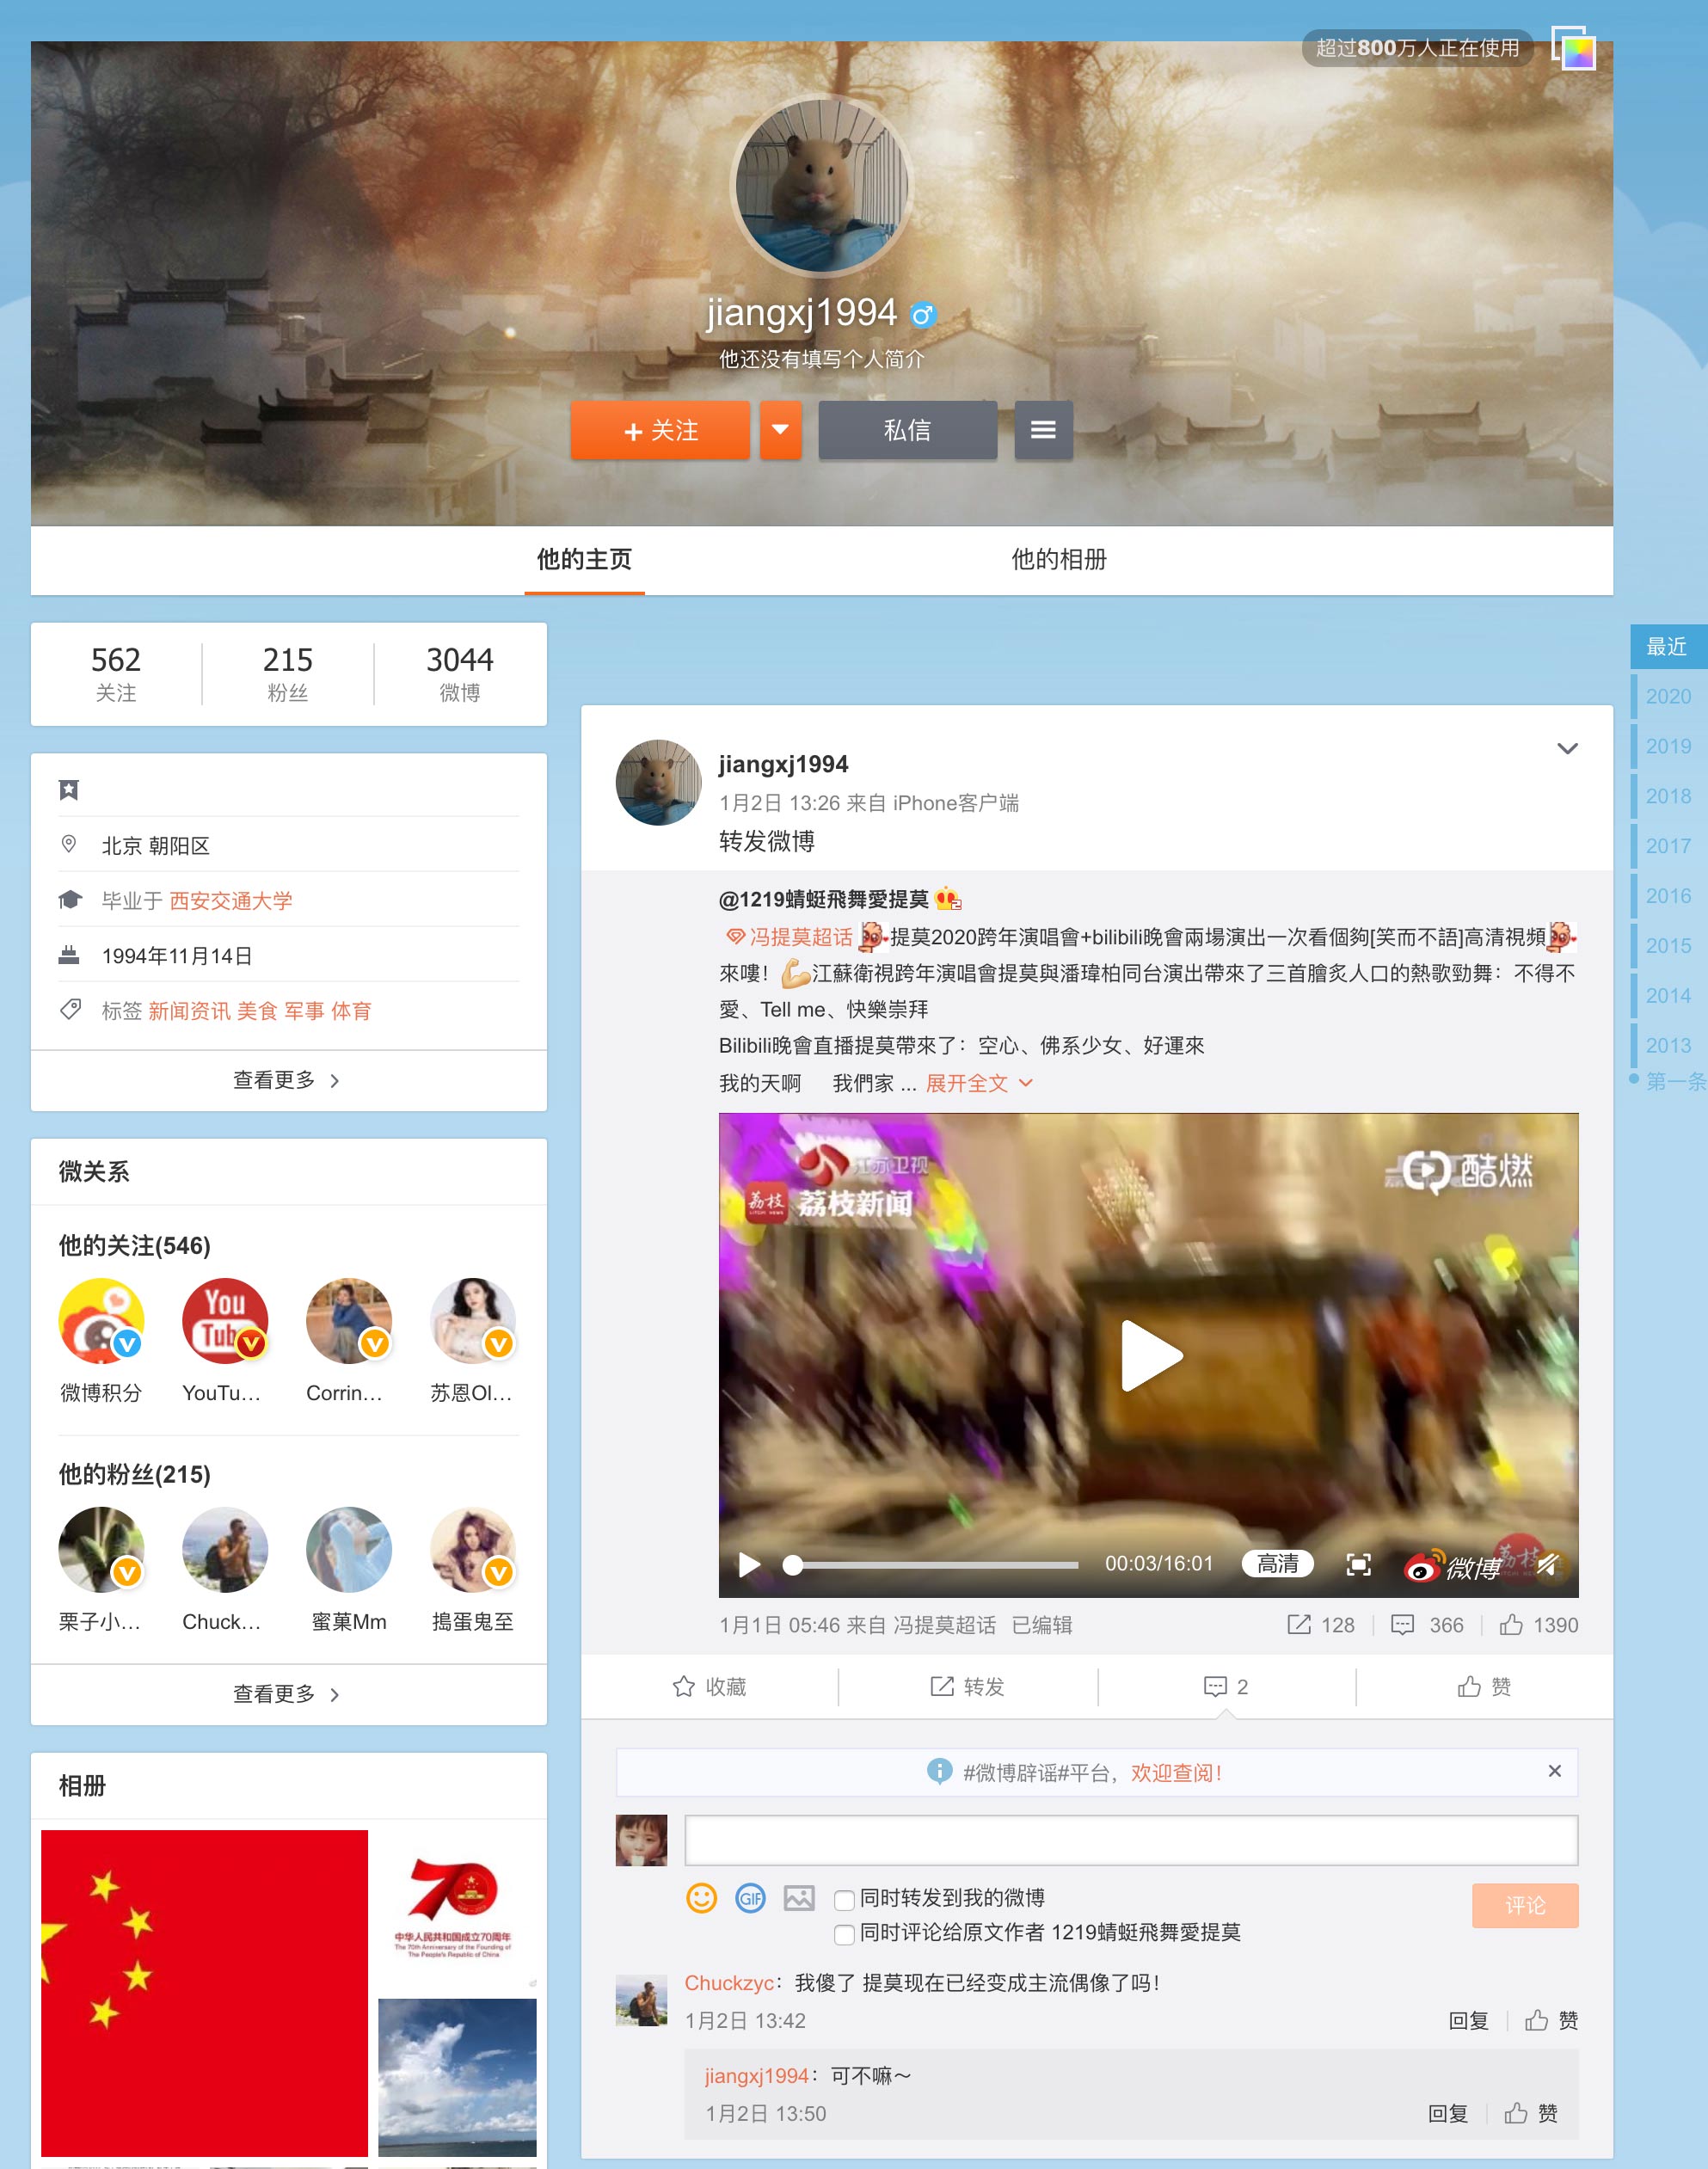 超过800万人正在使用
jiangxj1994
他还没有填写个人简介
+ 关注
私信
他的主页
他的相册
562
关注
215
粉丝
3044
微博
北京 朝阳区
毕业于 西安交通大学
1994年11月14日
标签 新闻资讯 美食 军事 体育
查看更多 >
微关系
他的关注(546)
You
Tube
微博积分
YouTu...
Corrin...
苏恩Ol...
他的粉丝(215)
栗子小...
Chuck...
蜜菓Mm
搗蛋鬼至
查看更多 >
相册
70
中华人民共和国成立70周年
The 70th Anniversary of the Founding of
The People's Republic of China
jiangxj1994
1月2日 13:26 来自 iPhone客户端
转发微博
@1219蜻蜓飛舞愛提莫
冯提莫超话 提莫2020跨年演唱會+bilibili晚會兩場演出一次看個夠[笑而不語]高清視頻
來嘍！江蘇衛視跨年演唱會提莫與潘瑋柏同台演出帶來了三首膾炙人口的熱歌勁舞：不得不
愛、Tell me、快樂崇拜
Bilibili晚會直播提莫帶來了：空心、佛系少女、好運來
我的天啊 我們家 ... 展开全文
江苏卫视
荔枝
荔枝新闻
酷燃
00:03/16:01
高清
微博
荔枝
1月1日 05:46 来自 冯提莫超话 已编辑
128
366
1390
收藏
转发
2
赞
#微博辟谣#平台，欢迎查阅！
×
GIF
同时转发到我的微博
评论
同时评论给原文作者 1219蜻蜓飛舞愛提莫
Chuckzyc：我傻了 提莫现在已经变成主流偶像了吗！
1月2日 13:42
回复
赞
jiangxj1994：可不嘛～
1月2日 13:50
回复
赞
最近
2020
2019
2018
2017
2016
2015
2014
2013
第一条